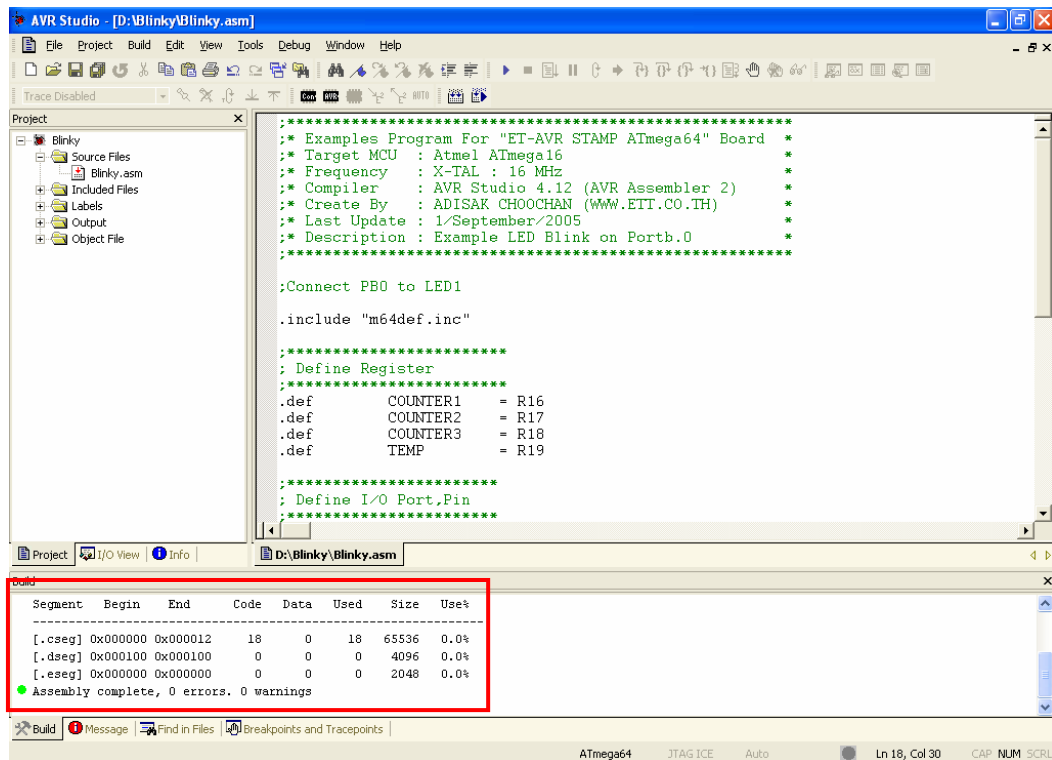 AVR Studio - [D:\Blinky\Blinky.asm]
File Project Build Edit View Tools Debug Window Help
Trace Disabled
Con AVR AUTO
Project
Blinky
Source Files
Blinky.asm
Included Files
Labels
Output
Object File
;*******************************************************
;* Examples Program For "ET-AVR STAMP ATmega64" Board *
;* Target MCU : Atmel ATmega16 *
;* Frequency : X-TAL : 16 MHz *
;* Compiler : AVR Studio 4.12 (AVR Assembler 2) *
;* Create By : ADISAK CHOOCHAN (WWW.ETT.CO.TH) *
;* Last Update : 1/September/2005 *
;* Description : Example LED Blink on Portb.0 *
;*******************************************************
;Connect PB0 to LED1
.include "m64def.inc"
;************************
; Define Register
;************************
.def COUNTER1 = R16
.def COUNTER2 = R17
.def COUNTER3 = R18
.def TEMP = R19
;***********************
; Define I/O Port,Pin
;***********************
Project I/O View Info
D:\Blinky\Blinky.asm
Build
Segment Begin End Code Data Used Size Use%
---------------------------------------------------------------
[.cseg] 0x000000 0x000012 18 0 18 65536 0.0%
[.dseg] 0x000100 0x000100 0 0 0 4096 0.0%
[.eseg] 0x000000 0x000000 0 0 0 2048 0.0%
Assembly complete, 0 errors. 0 warnings
Build Message Find in Files Breakpoints and Tracepoints
ATmega64 JTAG ICE Auto Ln 18, Col 30 CAP NUM SCRL